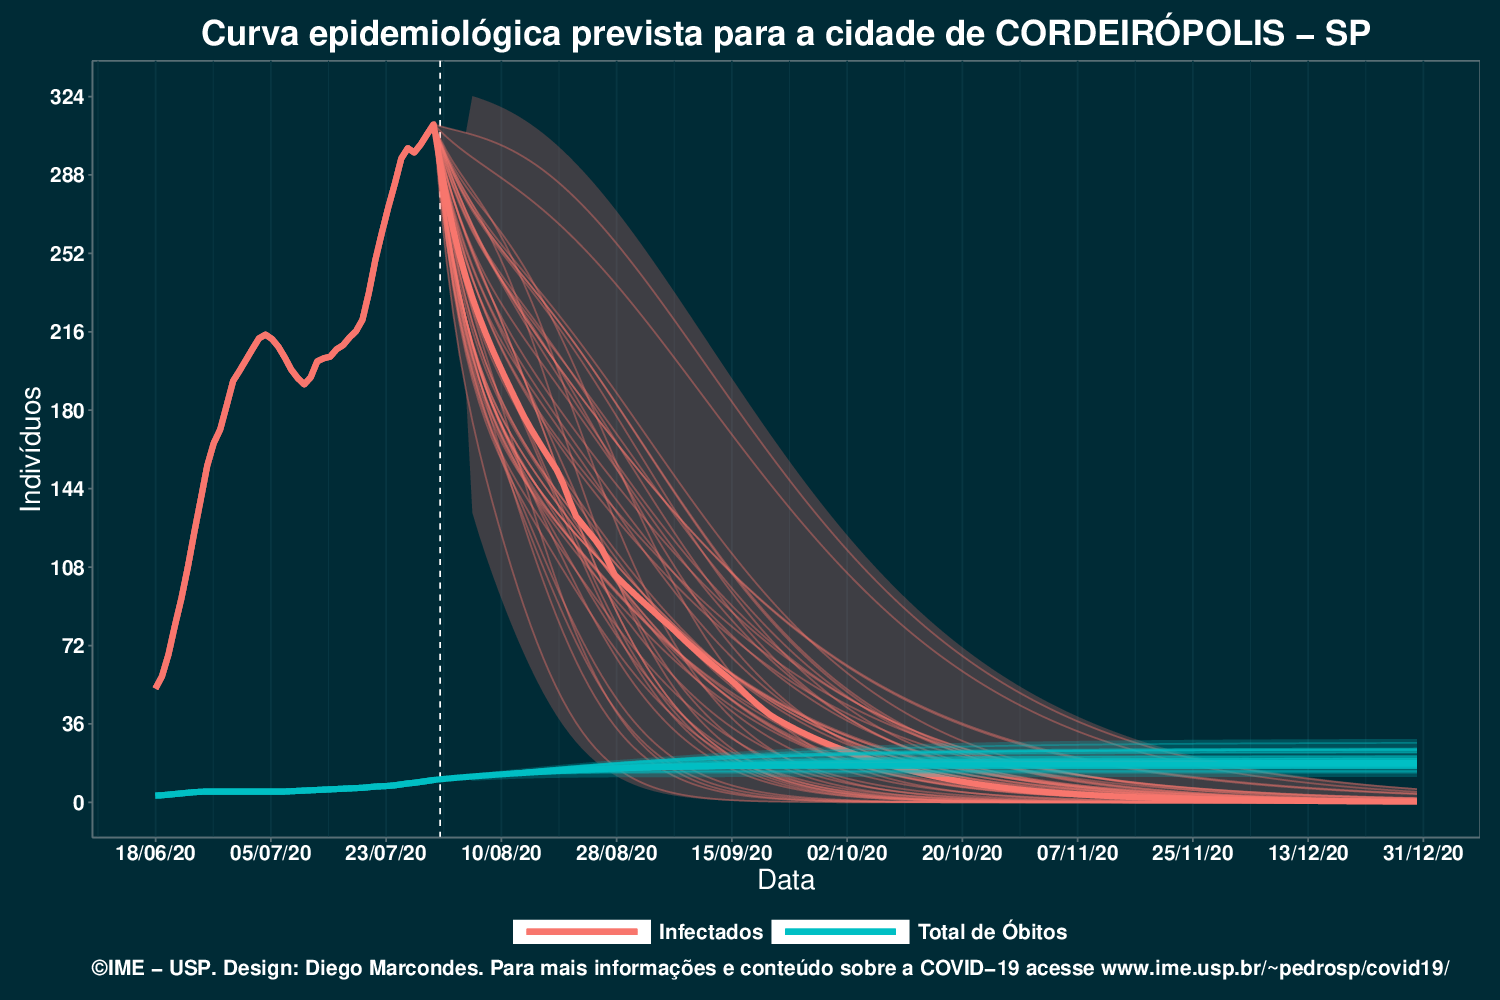 Curva epidemiológica prevista para a cidade de CORDEIRÓPOLIS – SP
324
288
252
216
180
144
108
72
36
0
Indivíduos
18/06/20 05/07/20 23/07/20 10/08/20 28/08/20 15/09/20 02/10/20 20/10/20 07/11/20 25/11/20 13/12/20 31/12/20
Data
Infectados Total de Óbitos
©IME – USP. Design: Diego Marcondes. Para mais informações e conteúdo sobre a COVID–19 acesse www.ime.usp.br/~pedrosp/covid19/